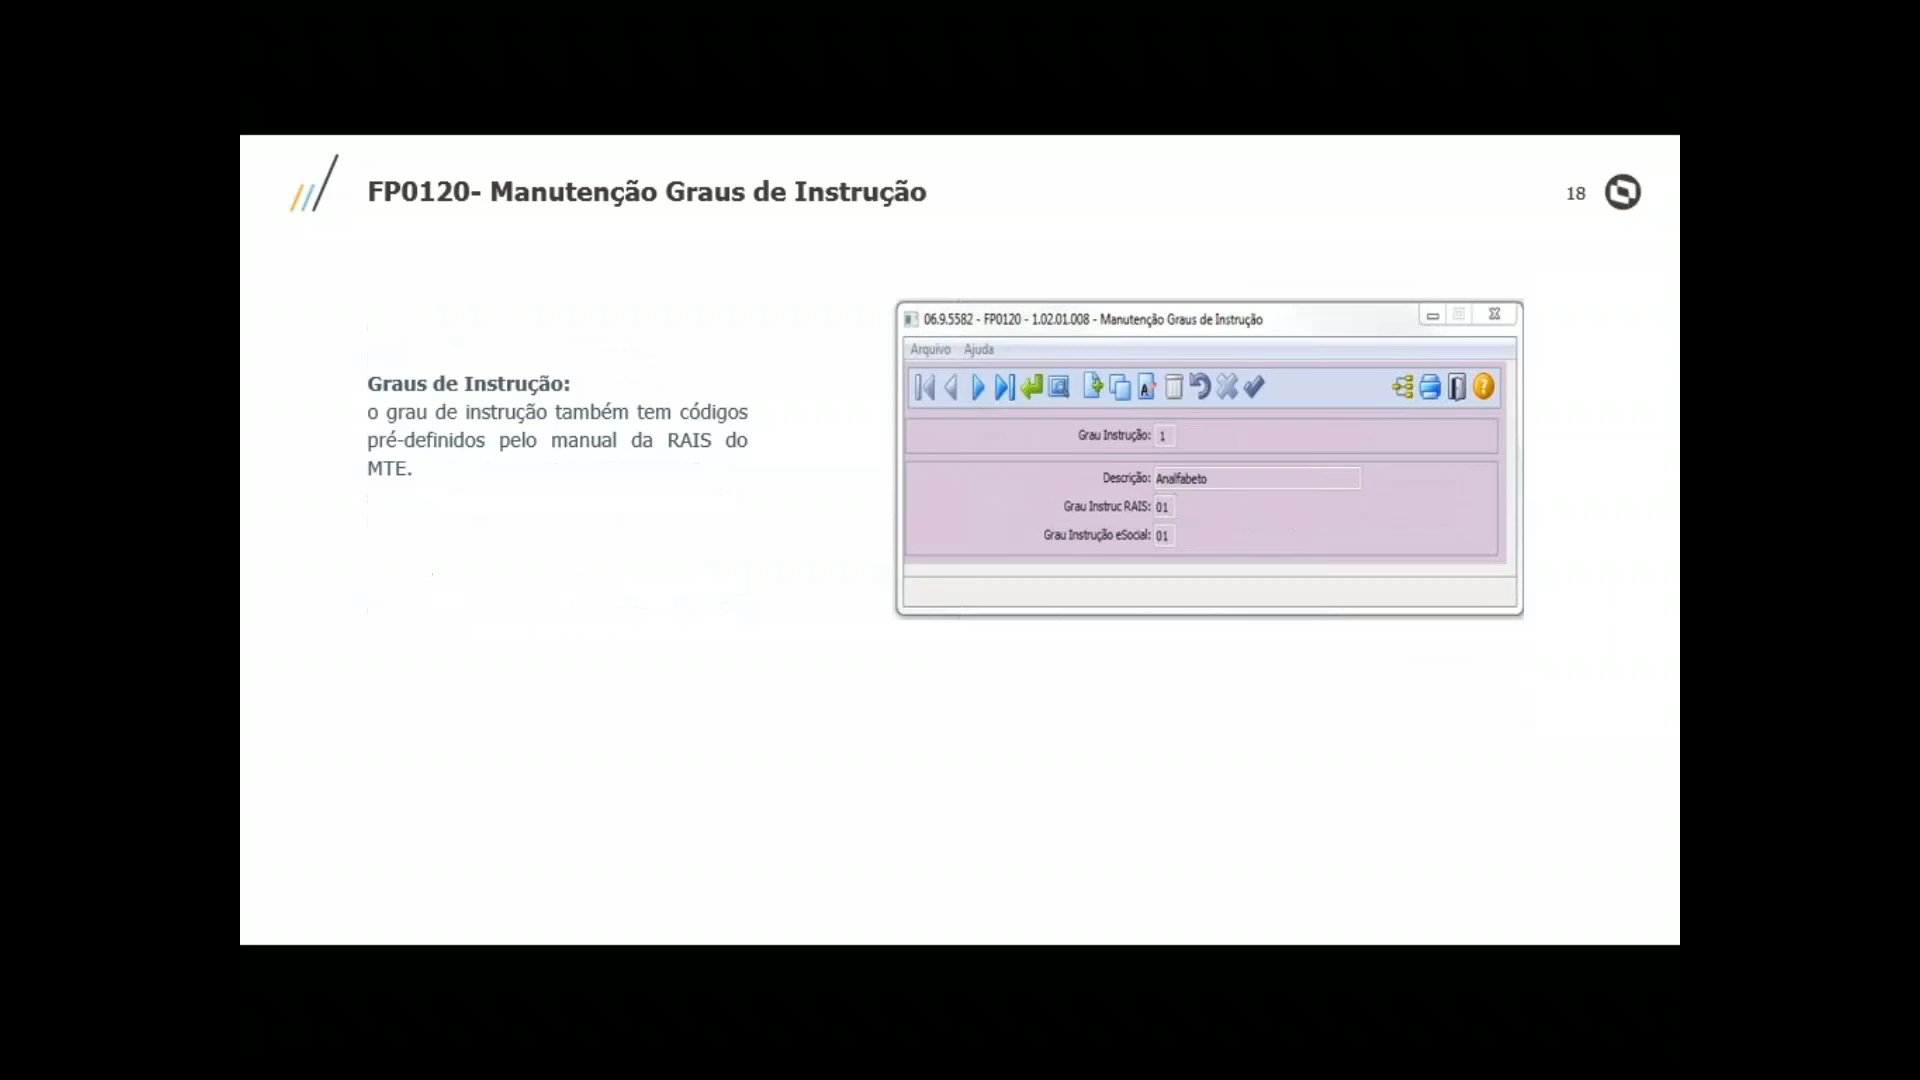 FP0120- Manutenção Graus de Instrução
18
Graus de Instrução:
o grau de instrução também tem códigos
pré-definidos pelo manual da RAIS do
MTE.
06.9.5582 - FP0120 - 1.02.01.008 - Manutenção Graus de Instrução
Arquivo Ajuda
Grau Instrução: 1
Descrição: Analfabeto
Grau Instruc RAIS: 01
Grau Instrução eSocial: 01